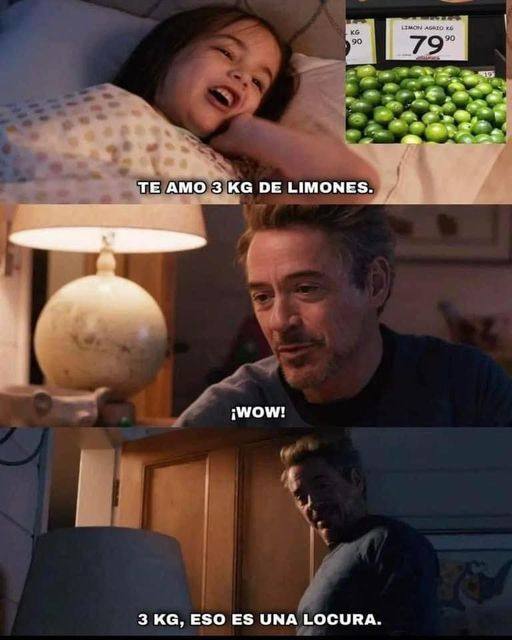 KG
90
LIMON AGRIO KG
79 90
TE AMO 3 KG DE LIMONES.
¡WOW!
3 KG, ESO ES UNA LOCURA.